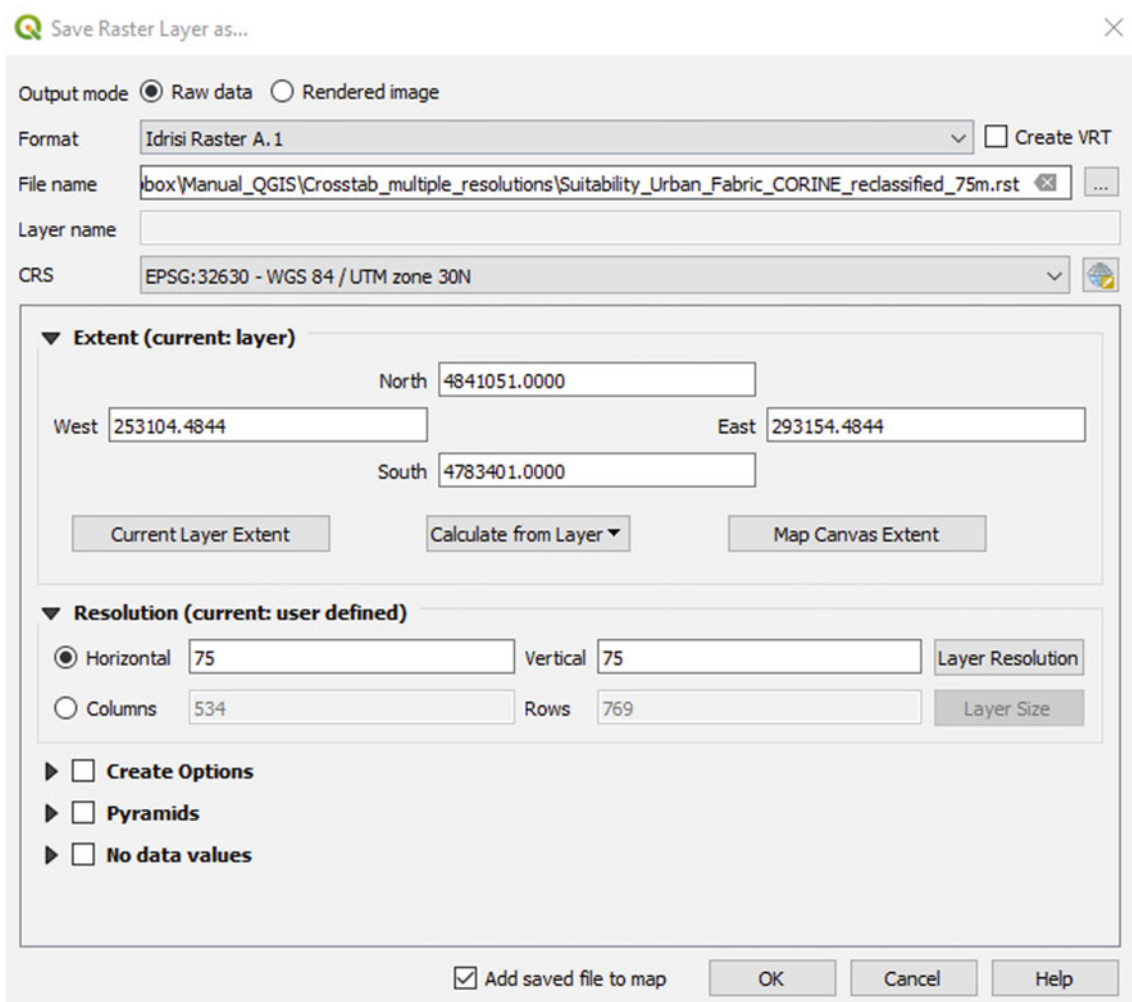 Save Raster Layer as...
Output mode Raw data Rendered image
Format Idrisi Raster A.1 Create VRT
File name box\Manual_QGIS\Crosstab_multiple_resolutions\Suitability_Urban_Fabric_CORINE_reclassified_75m.rst ...
Layer name
CRS EPSG:32630 - WGS 84 / UTM zone 30N
Extent (current: layer)
North 4841051.0000
West 253104.4844 East 293154.4844
South 4783401.0000
Current Layer Extent Calculate from Layer Map Canvas Extent
Resolution (current: user defined)
Horizontal 75 Vertical 75 Layer Resolution
Columns 534 Rows 769 Layer Size
Create Options
Pyramids
No data values
Add saved file to map OK Cancel Help